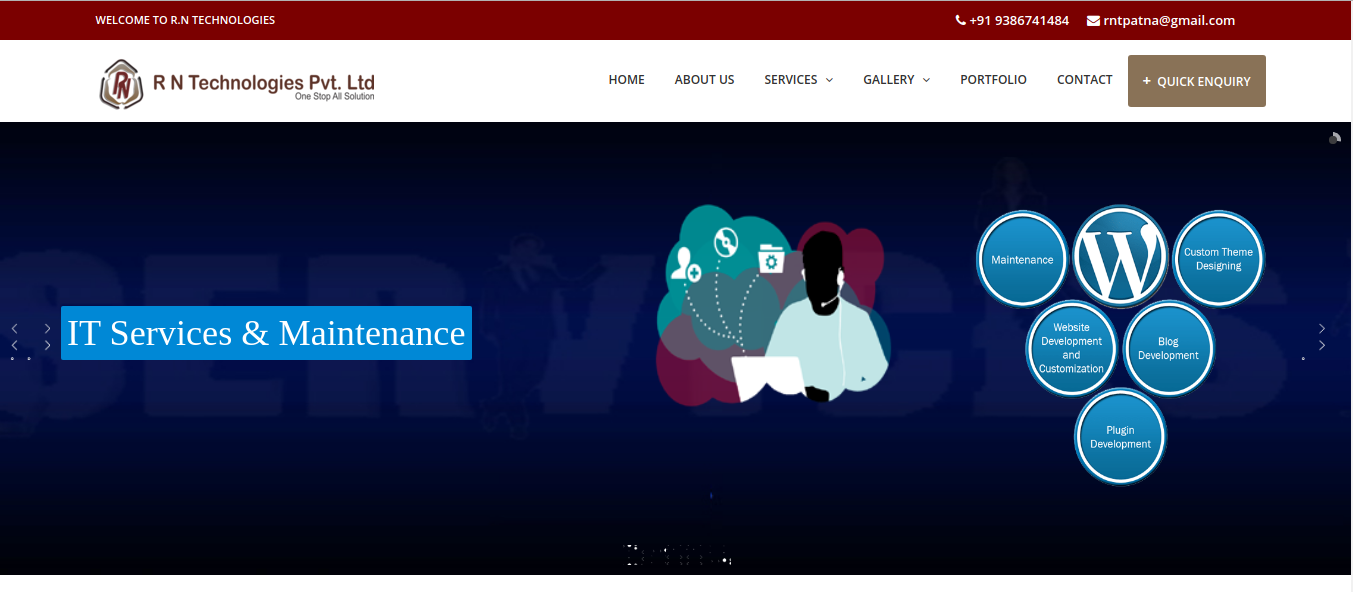 WELCOME TO R.N TECHNOLOGIES
+91 9386741484
rntpatna@gmail.com
RN
R N Technologies Pvt. Ltd
One Stop All Solution
HOME
ABOUT US
SERVICES
GALLERY
PORTFOLIO
CONTACT
+ QUICK ENQUIRY
SERVICES
IT Services & Maintenance
Maintenance
W
Custom Theme
Designing
Website
Development
and
Customization
Blog
Development
Plugin
Development